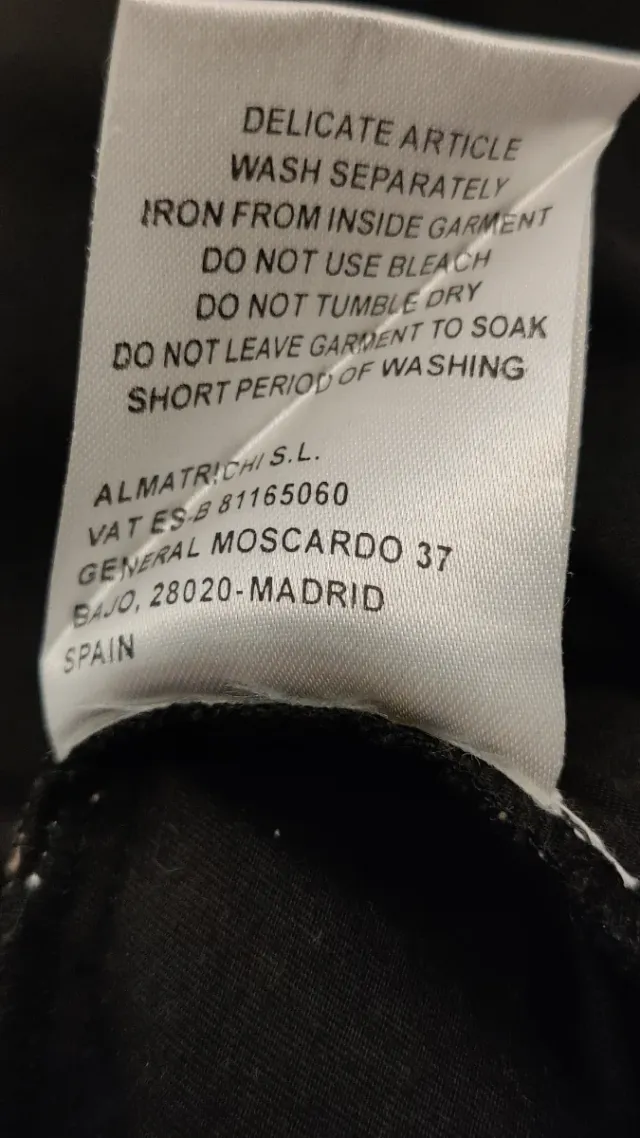 DELICATE ARTICLE
WASH SEPARATELY
IRON FROM INSIDE GARMENT
DO NOT USE BLEACH
DO NOT TUMBLE DRY
DO NOT LEAVE GARMENT TO SOAK
SHORT PERIOD OF WASHING
ALMATRICHI S.L.
VAT ES-B 81165060
GENERAL MOSCARDO 37
BAJO, 28020-MADRID
SPAIN